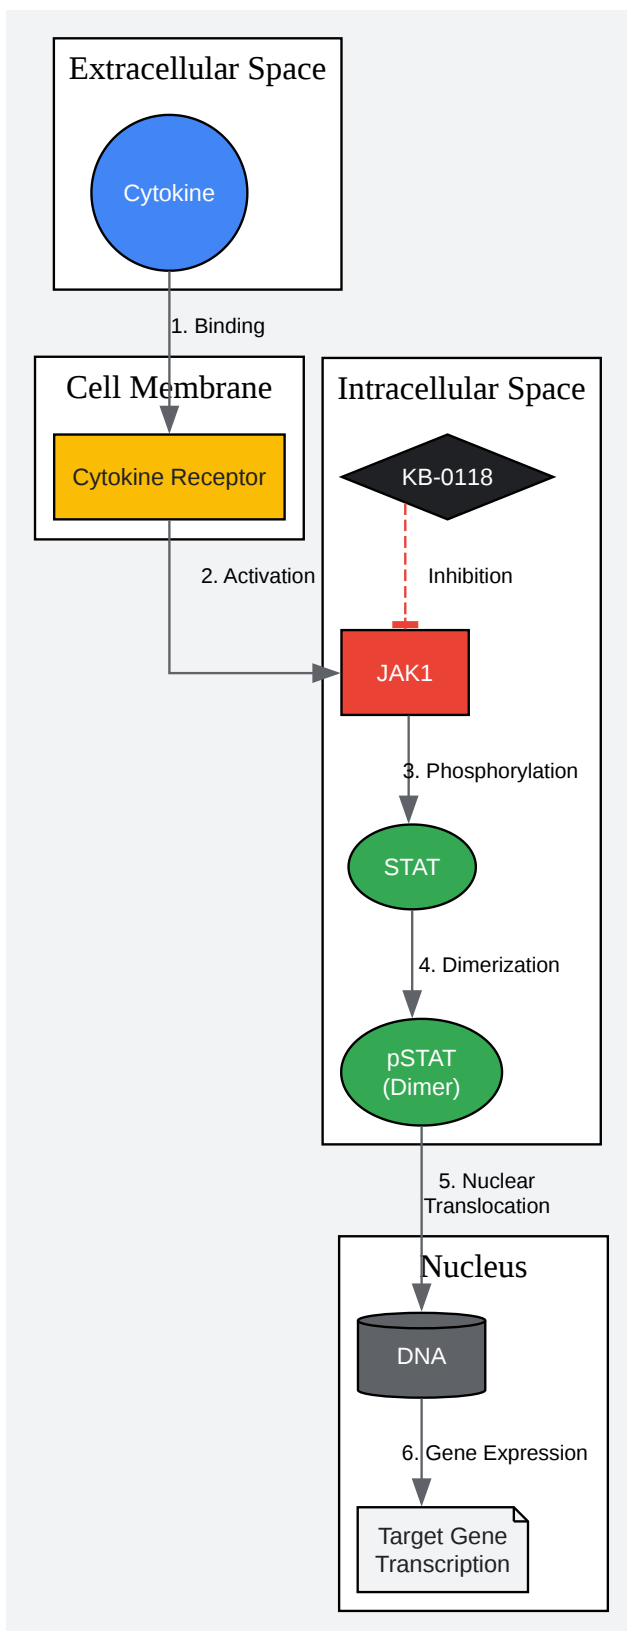 Extracellular Space
Cytokine
1. Binding
Cell Membrane
Cytokine Receptor
2. Activation
Intracellular Space
KB-0118
Inhibition
JAK1
3. Phosphorylation
STAT
4. Dimerization
pSTAT
(Dimer)
5. Nuclear
Translocation
Nucleus
DNA
6. Gene Expression
Target Gene
Transcription